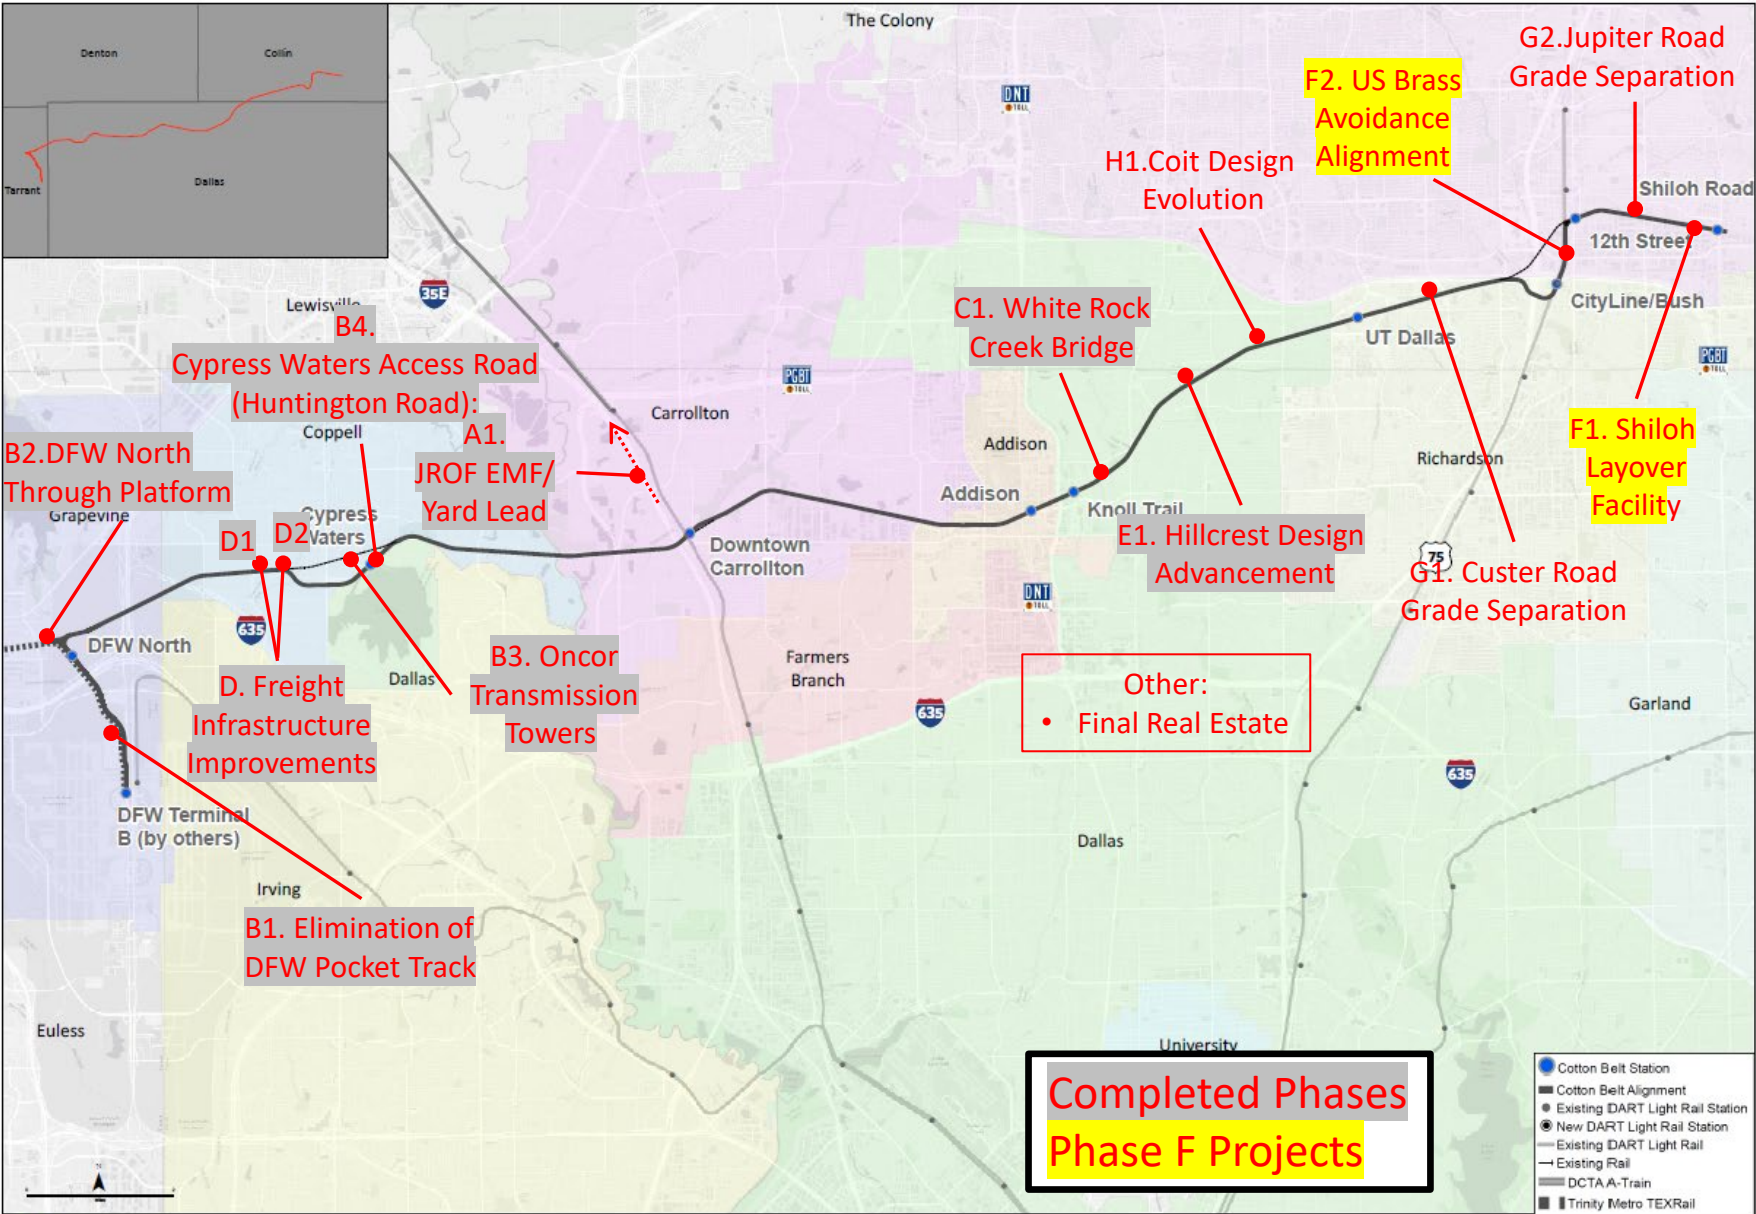 The Colony
Denton
Collin
Tarrant
Dallas
G2.Jupiter Road
Grade Separation
F2. US Brass
Avoidance
Alignment
DNT
TOLL
H1.Coit Design
Evolution
Shiloh Road
12th Street
CityLine/Bush
UT Dallas
C1. White Rock
Creek Bridge
35E
Lewisville
B4.
Cypress Waters Access Road
(Huntington Road):
Coppell
A1.
JROF EMF/
Yard Lead
PGBT
TOLL
Carrollton
PGBT
TOLL
Addison
Richardson
F1. Shiloh
Layover
Facility
B2.DFW North
Through Platform
Grapevine
Cypress
Waters
D1
D2
Addison
Knoll Trail
Downtown
Carrollton
E1. Hillcrest Design
Advancement
75
G1. Custer Road
Grade Separation
DNT
TOLL
635
DFW North
D. Freight
Infrastructure
Improvements
Dallas
B3. Oncor
Transmission
Towers
Farmers
Branch
635
Other:
• Final Real Estate
Garland
635
DFW Terminal
B (by others)
Dallas
Irving
B1. Elimination of
DFW Pocket Track
Euless
University
Completed Phases
Phase F Projects
N
Cotton Belt Station
Cotton Belt Alignment
Existing DART Light Rail Station
New DART Light Rail Station
Existing DART Light Rail
Existing Rail
DCTA A-Train
Trinity Metro TEXRail